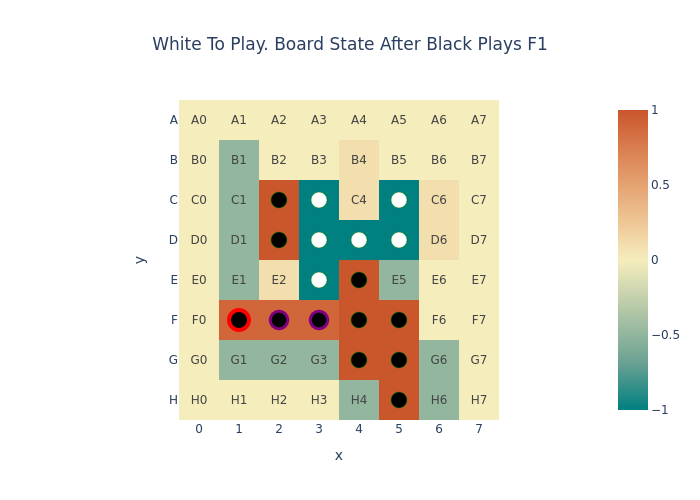 White To Play. Board State After Black Plays F1
A A0 A1 A2 A3 A4 A5 A6 A7
B B0 B1 B2 B3 B4 B5 B6 B7
C C0 C1 C4 C6 C7
D D0 D1 D6 D7
E E0 E1 E2 E5 E6 E7
F F0 F6 F7
G G0 G1 G2 G3 G6 G7
H H0 H1 H2 H3 H4 H6 H7
0 1 2 3 4 5 6 7
x
y
1
0.5
0
−0.5
−1